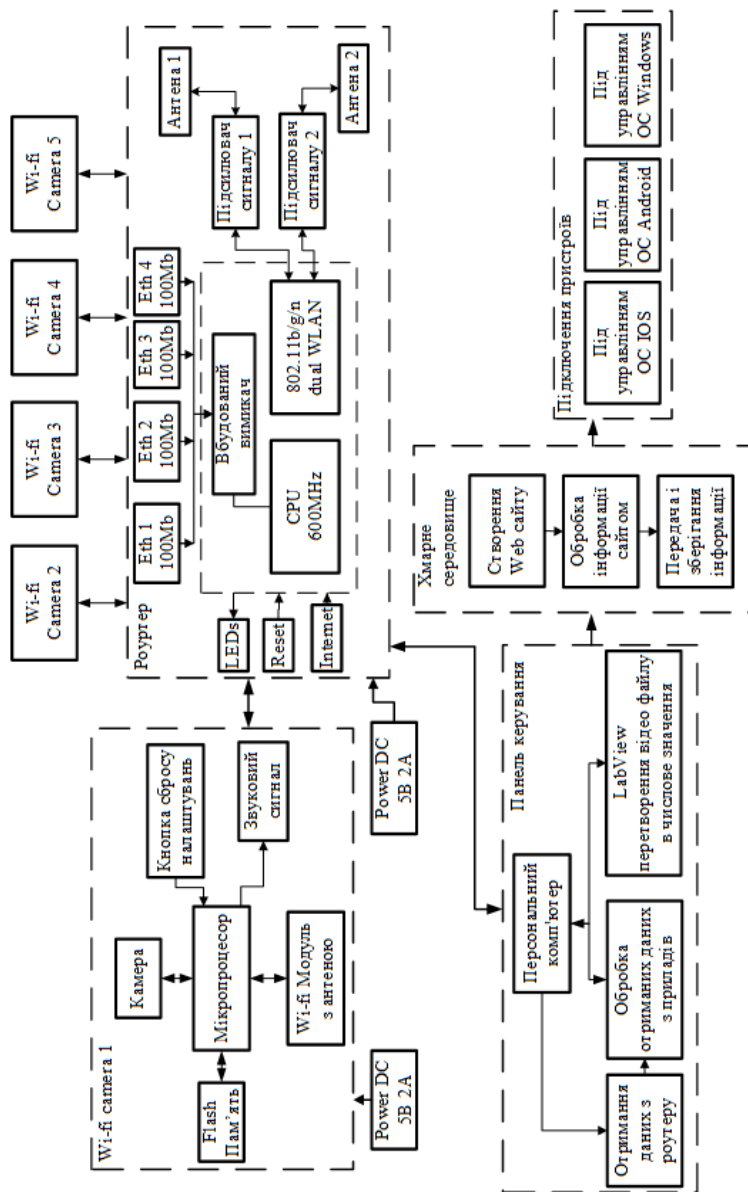 Wi-fi
Camera 2
Wi-fi
Camera 3
Wi-fi
Camera 4
Wi-fi
Camera 5
Wi-fi camera 1
Камера
Кнопка сбросу
налаштувань
Flash
Пам'ять
Мікропроцесор
Звуковий
сигнал
Wi-fi Модуль
з антеною
Power DC
5В 2А
Роуртер
Eth 1
100Mb
Eth 2
100Mb
Eth 3
100Mb
Eth 4
100Mb
LEDs
Reset
Internet
Вбудований
вимикач
CPU
600MHz
802.11b/g/n
dual WLAN
Підсилювач
сигналу 1
Антена 1
Підсилювач
сигналу 2
Антена 2
Power DC
5В 2А
Панель керування
Персональний
комп'ютер
Отримання
даних з
роутеру
Обробка
отриманих даних
з приладів
LabView
перетворення відео файлу
в числове значення
Хмарне
середовище
Створення
Web сайту
Обробка
інформації
сайтом
Передача і
зберігання
інформації
Підключення пристроїв
Під
управлінням
ОС IOS
Під
управлінням
ОС Android
Під
управлінням
ОС Windows